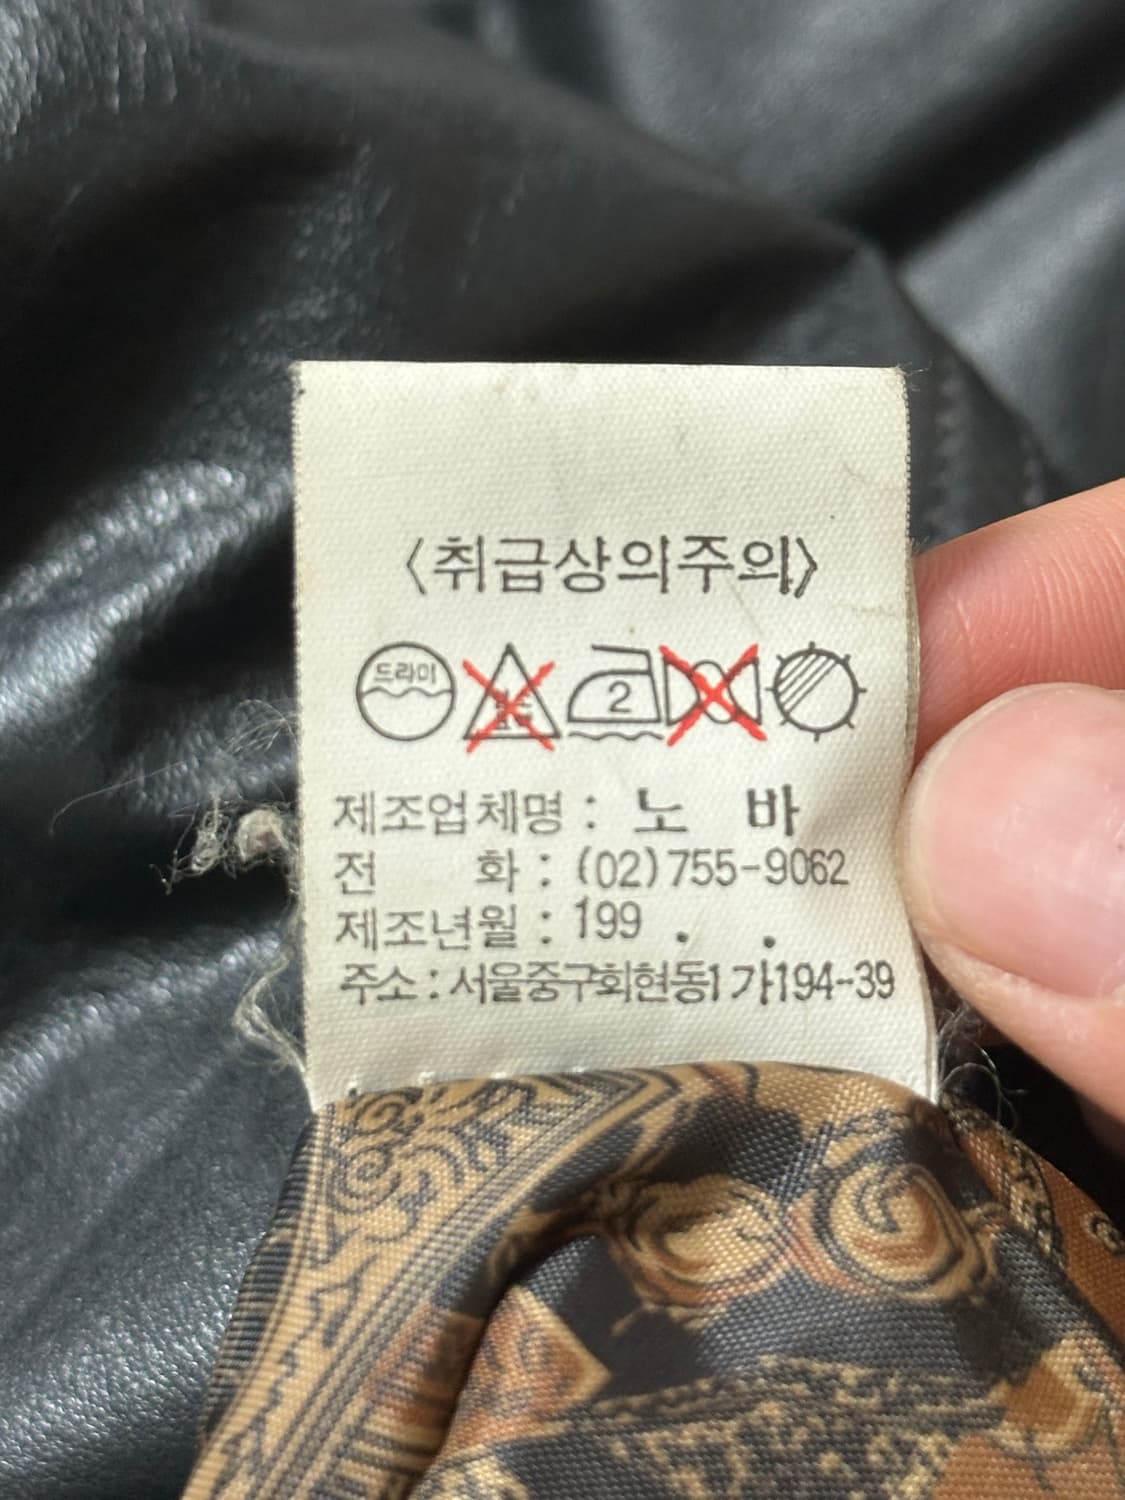 〈취급상의주의〉
드라이
2
제조업체명 : 노 바
전 화 : (02)755-9062
제조년월 : 199 . .
주소 : 서울중구회현동1가194-39